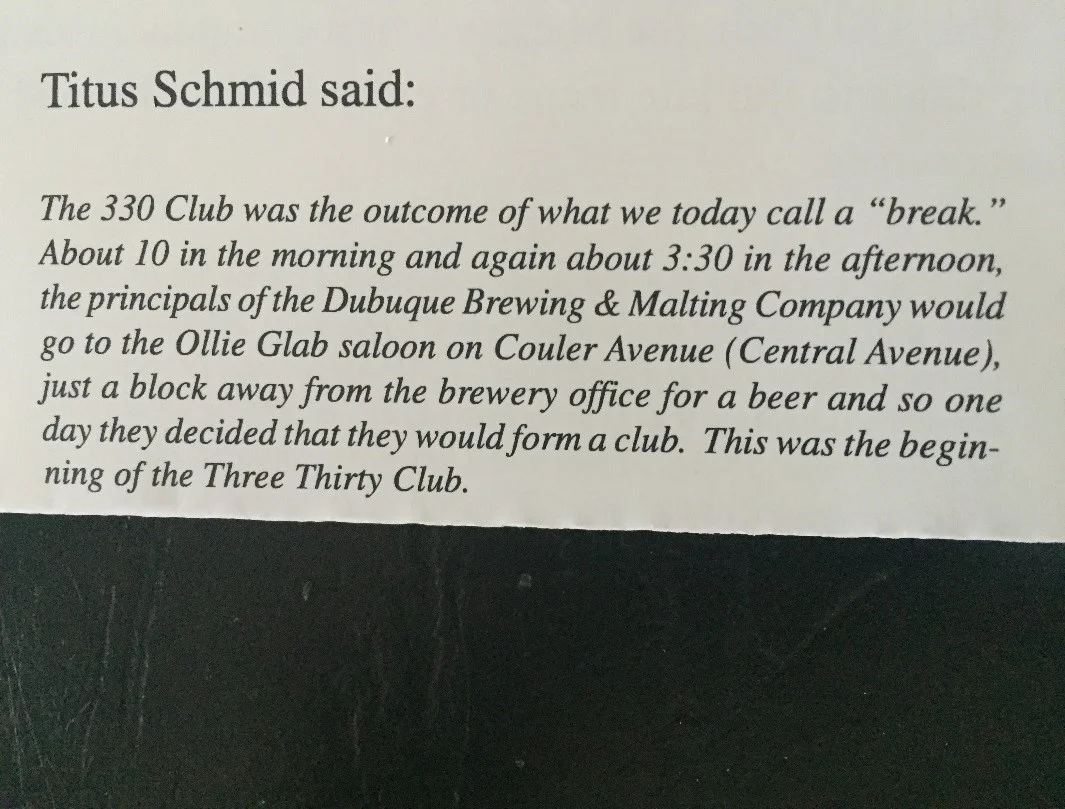 Titus Schmid said:
The 330 Club was the outcome of what we today call a “break.”
About 10 in the morning and again about 3:30 in the afternoon,
the principals of the Dubuque Brewing & Malting Company would
go to the Ollie Glab saloon on Couler Avenue (Central Avenue),
just a block away from the brewery office for a beer and so one
day they decided that they would form a club. This was the begin-
ning of the Three Thirty Club.